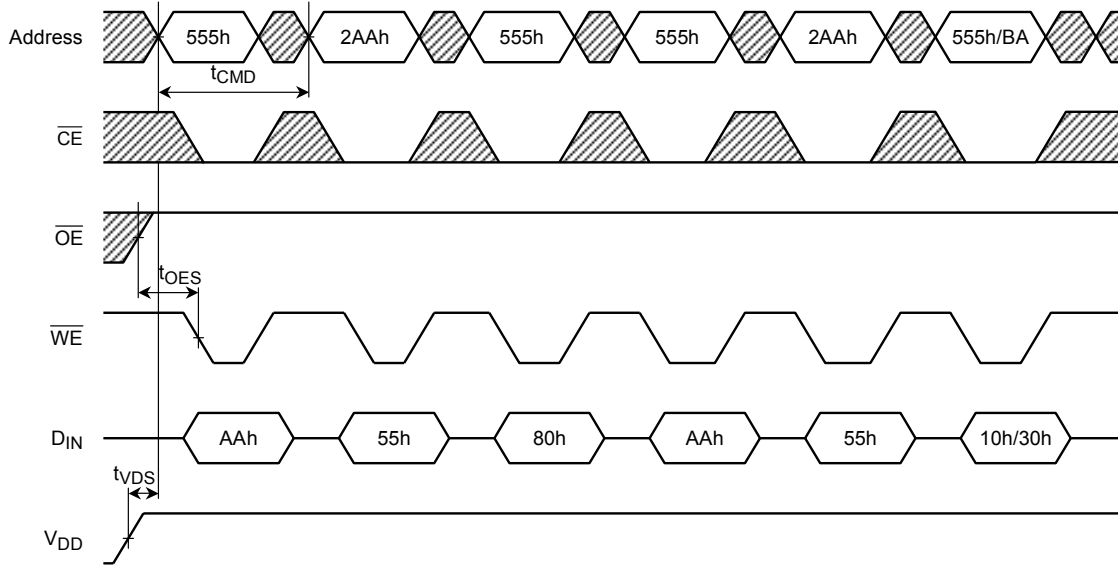 Address 555h 2AAh 555h 555h 2AAh 555h/BA
tCMD
CE
OE
tOES
WE
DIN AAh 55h 80h AAh 55h 10h/30h
tVDS
VDD